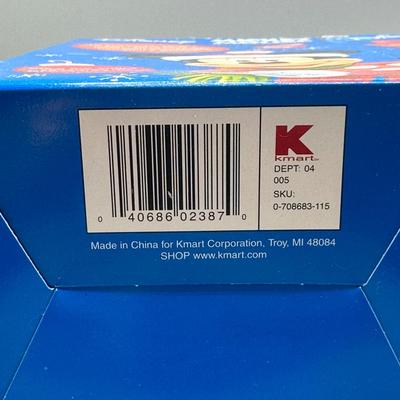 K
kmart
DEPT: 04
005
SKU:
0-708683-115
0 40686 02387 0
Made in China for Kmart Corporation, Troy, MI 48084
SHOP www.kmart.com